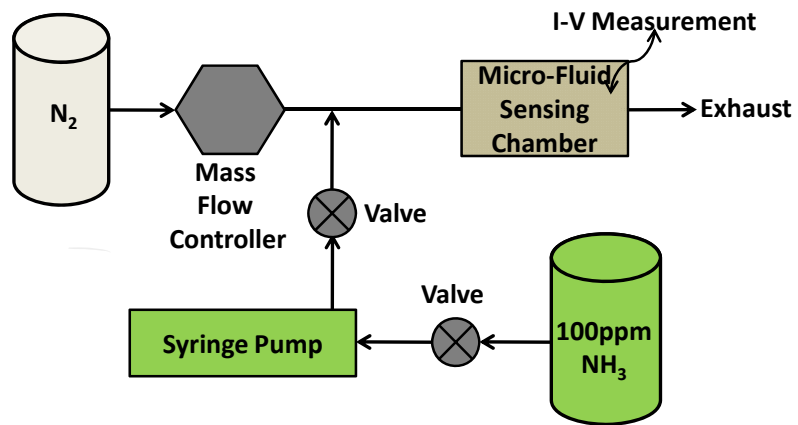 I-V Measurement
N₂
Micro-Fluid
Sensing
Chamber
Exhaust
Mass
Flow
Controller
Valve
Valve
Syringe Pump
100ppm
NH₃